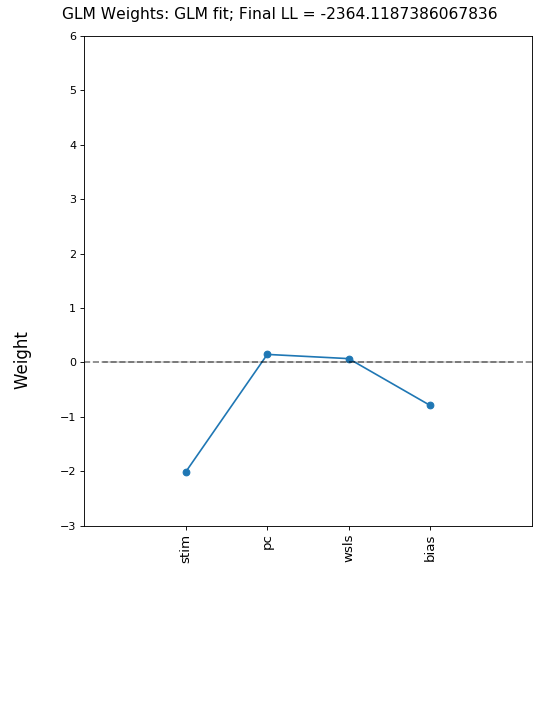 GLM Weights: GLM fit; Final LL = -2364.1187386067836
6
5
4
3
2
1
0
−1
−2
−3
Weight
stim
pc
wsls
bias